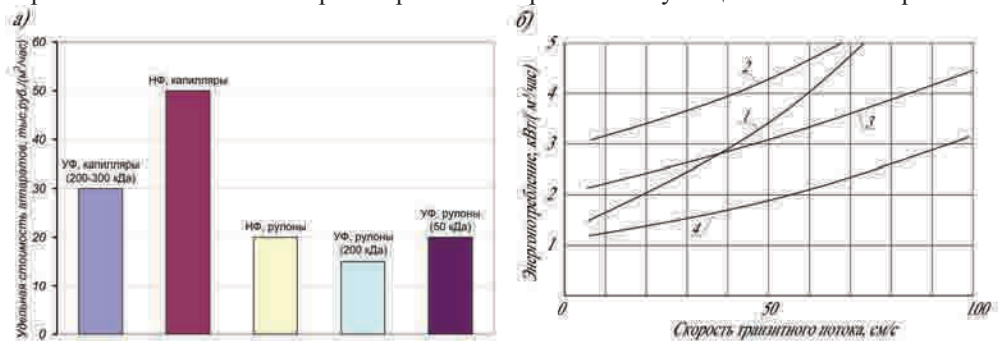 а)
Удельная стоимость аппаратов, тыс.руб./(м³/час)
60
50
40
30
20
10
0
УФ, капилляры
(200-300 кДа)
НФ, капилляры
НФ, рулоны
УФ, рулоны
(200 кДа)
УФ, рулоны
(50 кДа)
б)
Энергопотребление, кВт/( м³/час)
5
4
3
2
1
2
1
3
4
0
50
100
Скорость транзитного потока, см/с